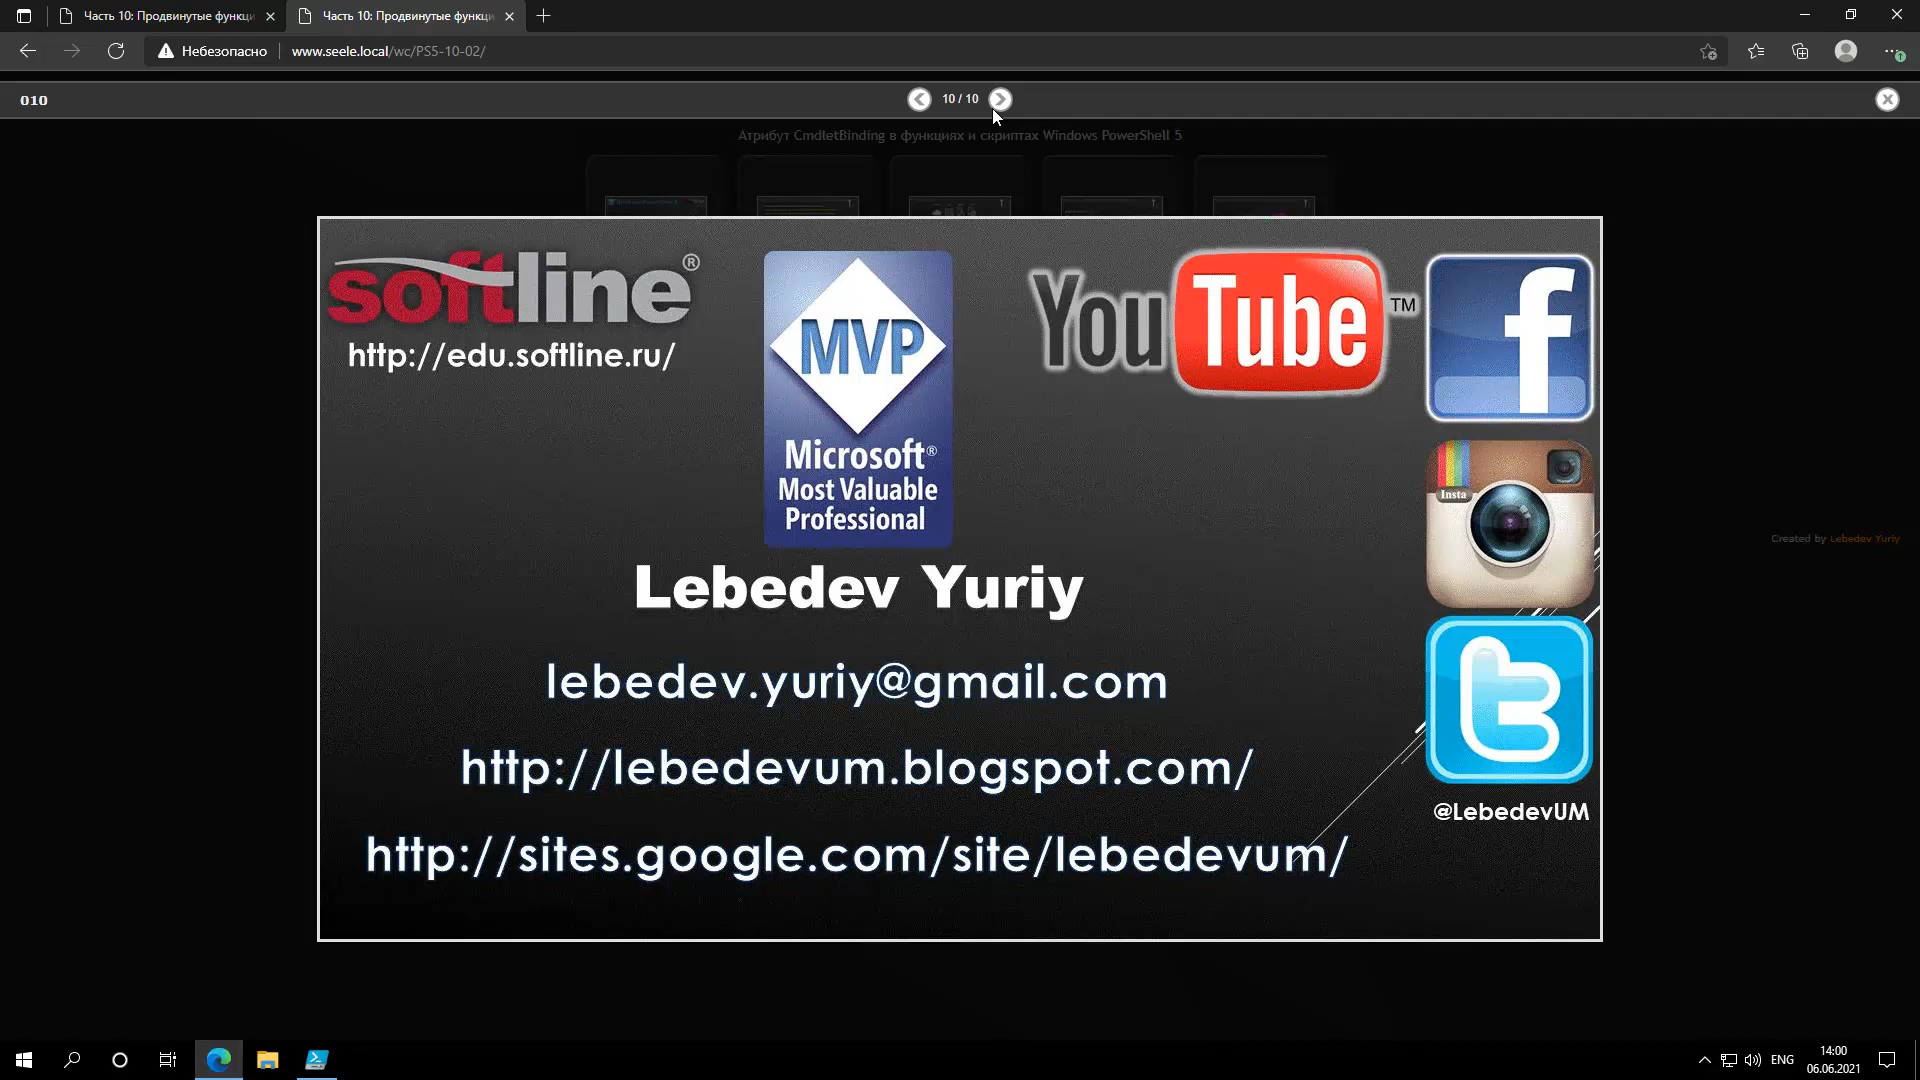 Часть 10: Продвинутые функци
Часть 10: Продвинутые функци
Небезопасно
www.seele.local/wc/PS5-10-02/
010
10 / 10
Атрибут CmdletBinding в функциях и скриптах Windows PowerShell 5
softline®
http://edu.softline.ru/
MVP
Microsoft®
Most Valuable
Professional
YouTube™
f
Insta
Lebedev Yuriy
lebedev.yuriy@gmail.com
http://lebedevum.blogspot.com/
http://sites.google.com/site/lebedevum/
t
@LebedevUM
Created by Lebedev Yuriy
ENG
14:00
06.06.2021